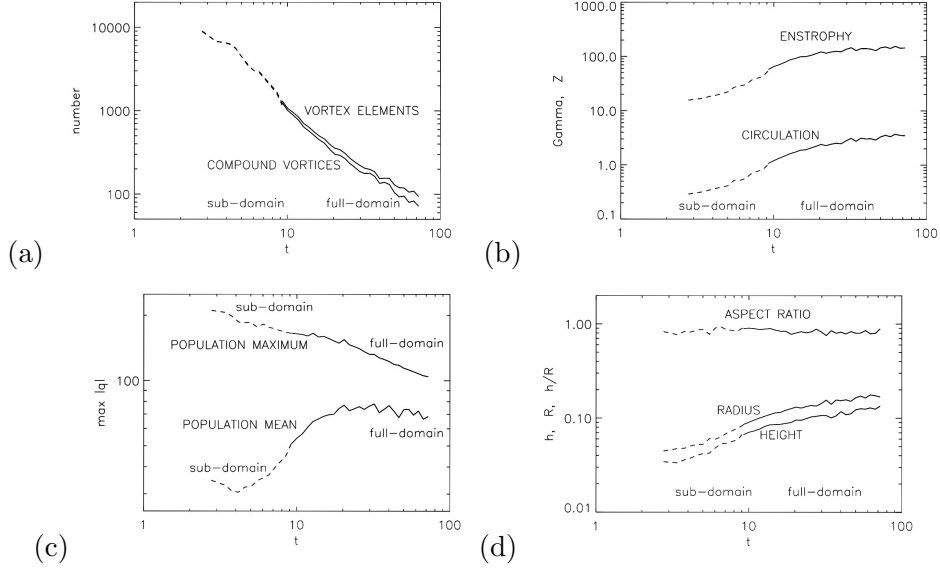 10000
1000
100
number
VORTEX ELEMENTS
COMPOUND VORTICES
sub-domain full-domain
1 10 100
t
(a)
1000.0
100.0
10.0
1.0
0.1
Gamma, Z
ENSTROPHY
CIRCULATION
sub-domain full-domain
1 10 100
t
(b)
100
max |q|
sub-domain
POPULATION MAXIMUM
full-domain
POPULATION MEAN
full-domain
sub-domain
1 10 100
t
(c)
1.00
0.10
0.01
h, R, h/R
ASPECT RATIO
RADIUS
HEIGHT
sub-domain full-domain
1 10 100
t
(d)